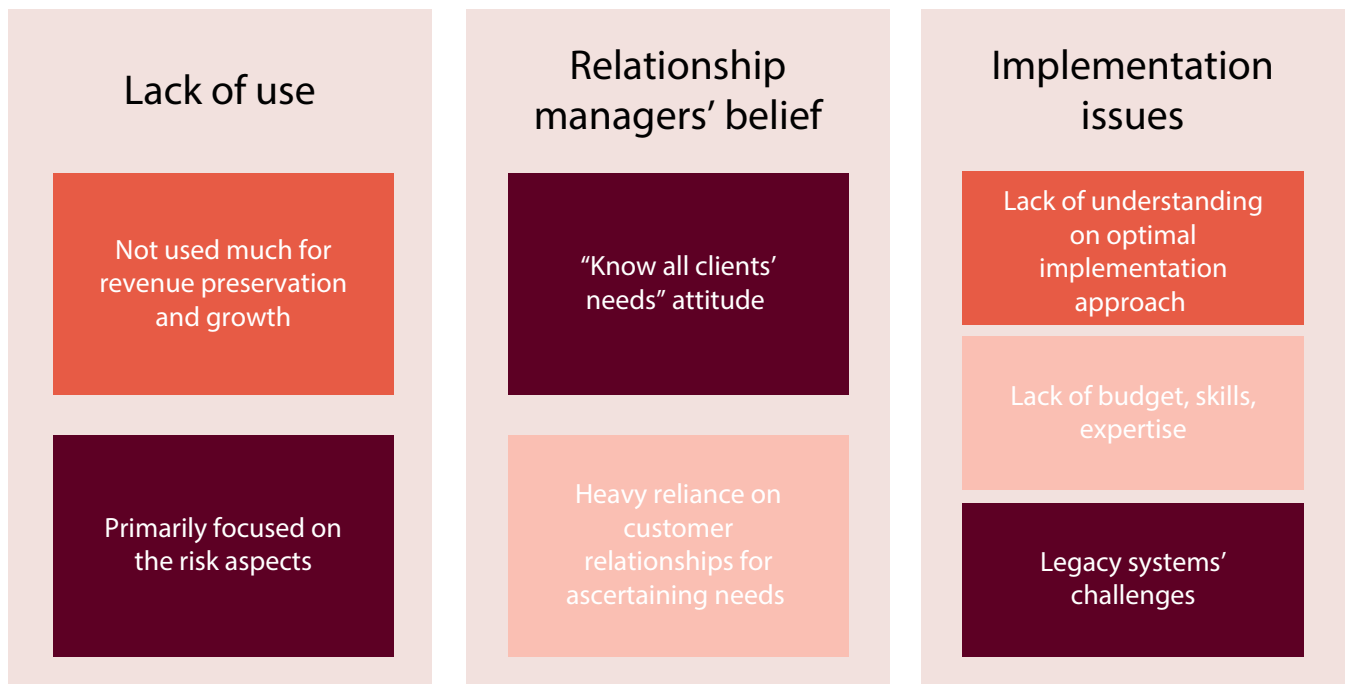 Lack of use
Not used much for
revenue preservation
and growth
Primarily focused on
the risk aspects
Relationship
managers’ belief
“Know all clients’
needs” attitude
Heavy reliance on
customer
relationships for
ascertaining needs
Implementation
issues
Lack of understanding
on optimal
implementation
approach
Lack of budget, skills,
expertise
Legacy systems’
challenges